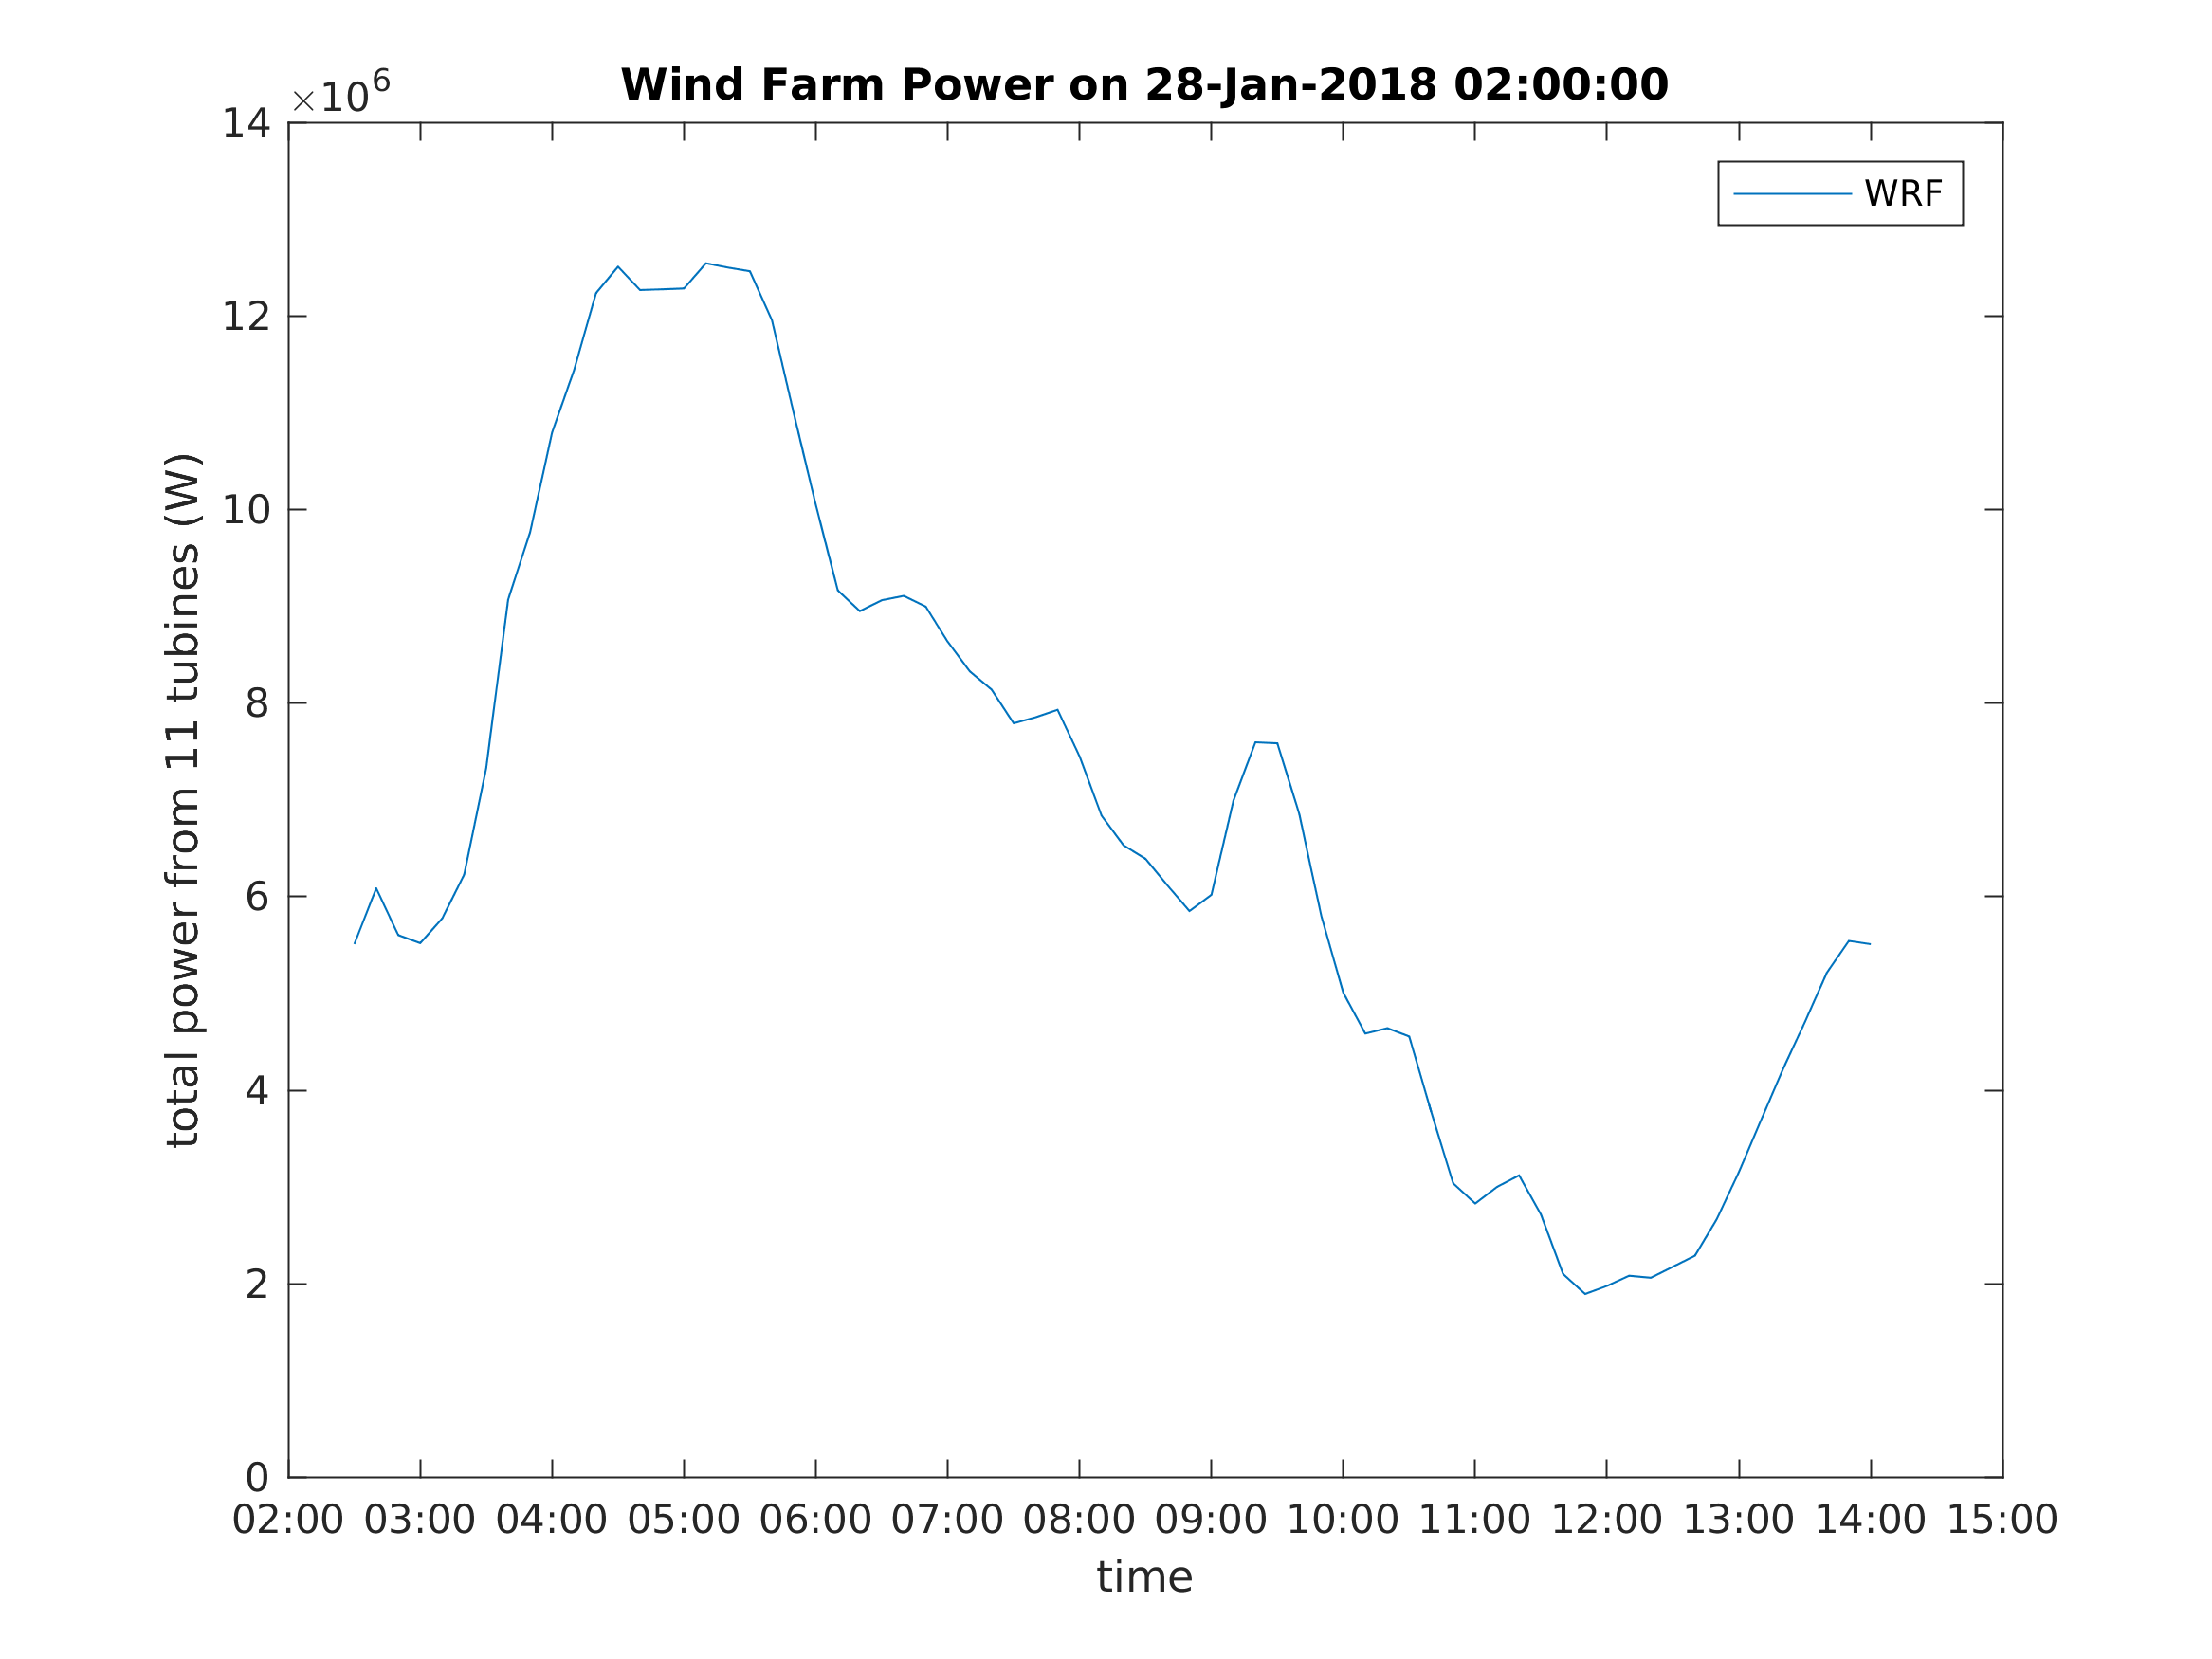 Wind Farm Power on 28-Jan-2018 02:00:00
×10⁶
WRF
14
12
10
8
6
4
2
0
total power from 11 tubines (W)
02:00 03:00 04:00 05:00 06:00 07:00 08:00 09:00 10:00 11:00 12:00 13:00 14:00 15:00
time